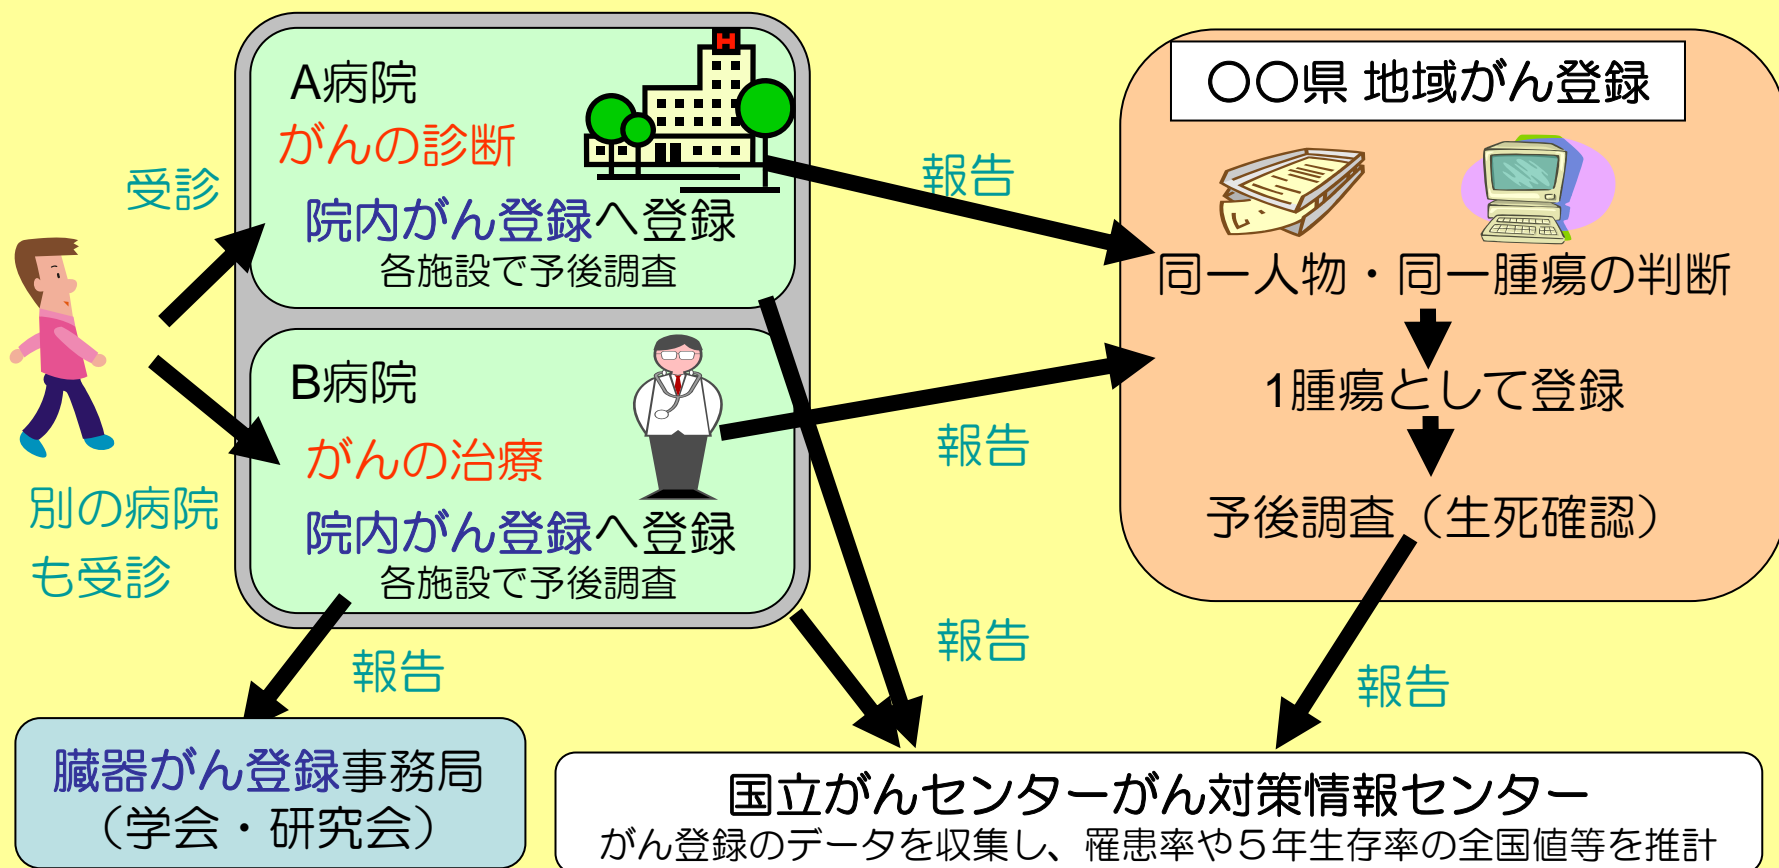 受診
別の病院
も受診
A病院
がんの診断
院内がん登録へ登録
各施設で予後調査
B病院
がんの治療
院内がん登録へ登録
各施設で予後調査
報告
報告
報告
報告
報告
〇〇県 地域がん登録
同一人物・同一腫瘍の判断
1腫瘍として登録
予後調査（生死確認）
臓器がん登録事務局
（学会・研究会）
国立がんセンターがん対策情報センター
がん登録のデータを収集し、罹患率や５年生存率の全国値等を推計